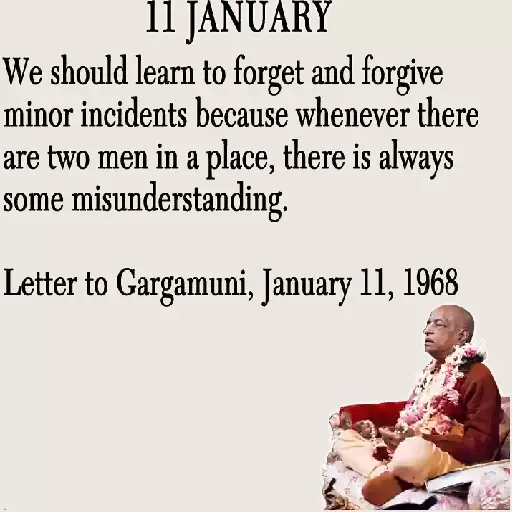 11 JANUARY
We should learn to forget and forgive
minor incidents because whenever there
are two men in a place, there is always
some misunderstanding.
Letter to Gargamuni, January 11, 1968